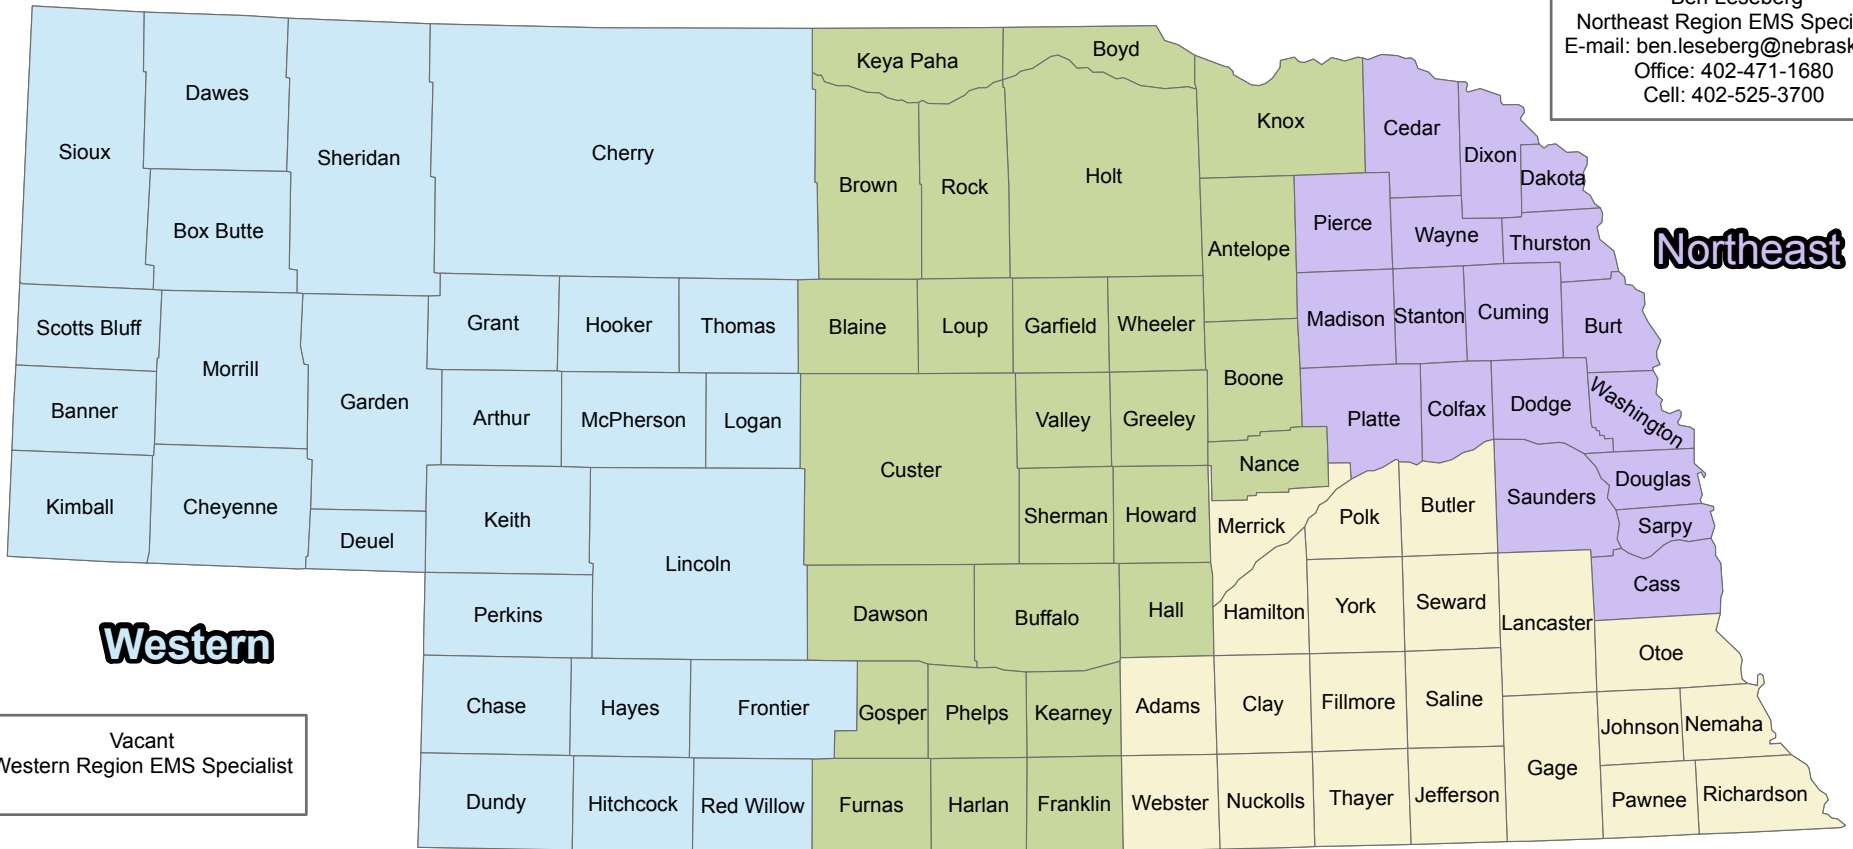 Ben Leseberg
Northeast Region EMS Speci
E-mail: ben.leseberg@nebrask
Office: 402-471-1680
Cell: 402-525-3700
Keya Paha
Boyd
Dawes
Sioux
Sheridan
Cherry
Knox
Cedar
Dixon
Dakota
Brown
Rock
Holt
Box Butte
Pierce
Wayne
Thurston
Antelope
Northeast
Scotts Bluff
Grant
Hooker
Thomas
Blaine
Loup
Garfield
Wheeler
Madison
Stanton
Cuming
Burt
Morrill
Banner
Garden
Arthur
McPherson
Logan
Valley
Greeley
Boone
Platte
Colfax
Dodge
Washington
Custer
Nance
Kimball
Cheyenne
Deuel
Keith
Lincoln
Sherman
Howard
Merrick
Polk
Butler
Saunders
Douglas
Sarpy
Cass
Perkins
Dawson
Buffalo
Hall
Hamilton
York
Seward
Lancaster
Otoe
Western
Chase
Hayes
Frontier
Gosper
Phelps
Kearney
Adams
Clay
Fillmore
Saline
Johnson
Nemaha
Vacant
Western Region EMS Specialist
Dundy
Hitchcock
Red Willow
Furnas
Harlan
Franklin
Webster
Nuckolls
Thayer
Jefferson
Gage
Pawnee
Richardson